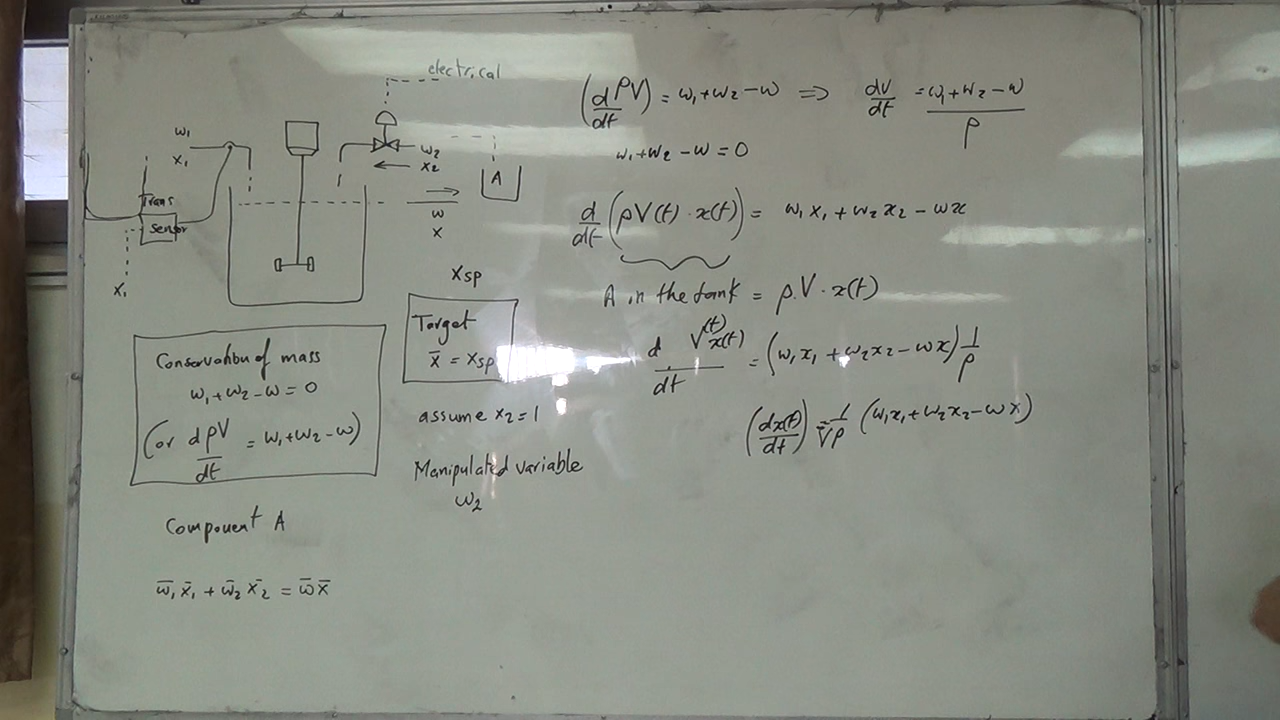 electrical
w₁
x₁
w₂
x₂
A
w
x
Trans
sensor
x₁
Conservation of mass
w₁+w₂-w=0
(or dρV/dt = w₁+w₂-w)
Component A
w̄₁x̄₁ + w̄₂x̄₂ = w̄x̄
xsp
Target
x̄ = xsp
assume x₂=1
Manipulated variable
w₂
(d/dt ρV) = w₁+w₂-w ⇒ dV/dt = w₁+w₂-w/ρ
w₁+w₂-w=0
d/dt (ρV(t)·x(t)) = w₁x₁+w₂x₂-wx
A in the tank = ρ.V.x(t)
d V(t)x(t)/dt = (w₁x₁+w₂x₂-wx) 1/ρ
(dx(t)/dt) = 1/Vρ (w₁x₁+w₂x₂-wx)